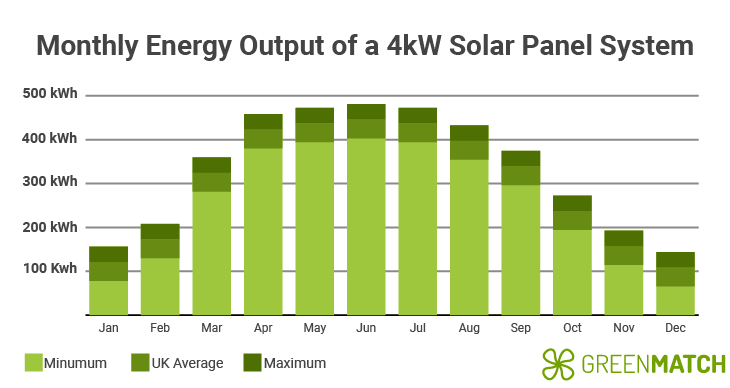 Monthly Energy Output of a 4kW Solar Panel System
500 kWh
400 kWh
300 kWh
200 kWh
100 Kwh
Jan Feb Mar Apr May Jun Jul Aug Sep Oct Nov Dec
Minumum UK Average Maximum
GREENMATCH